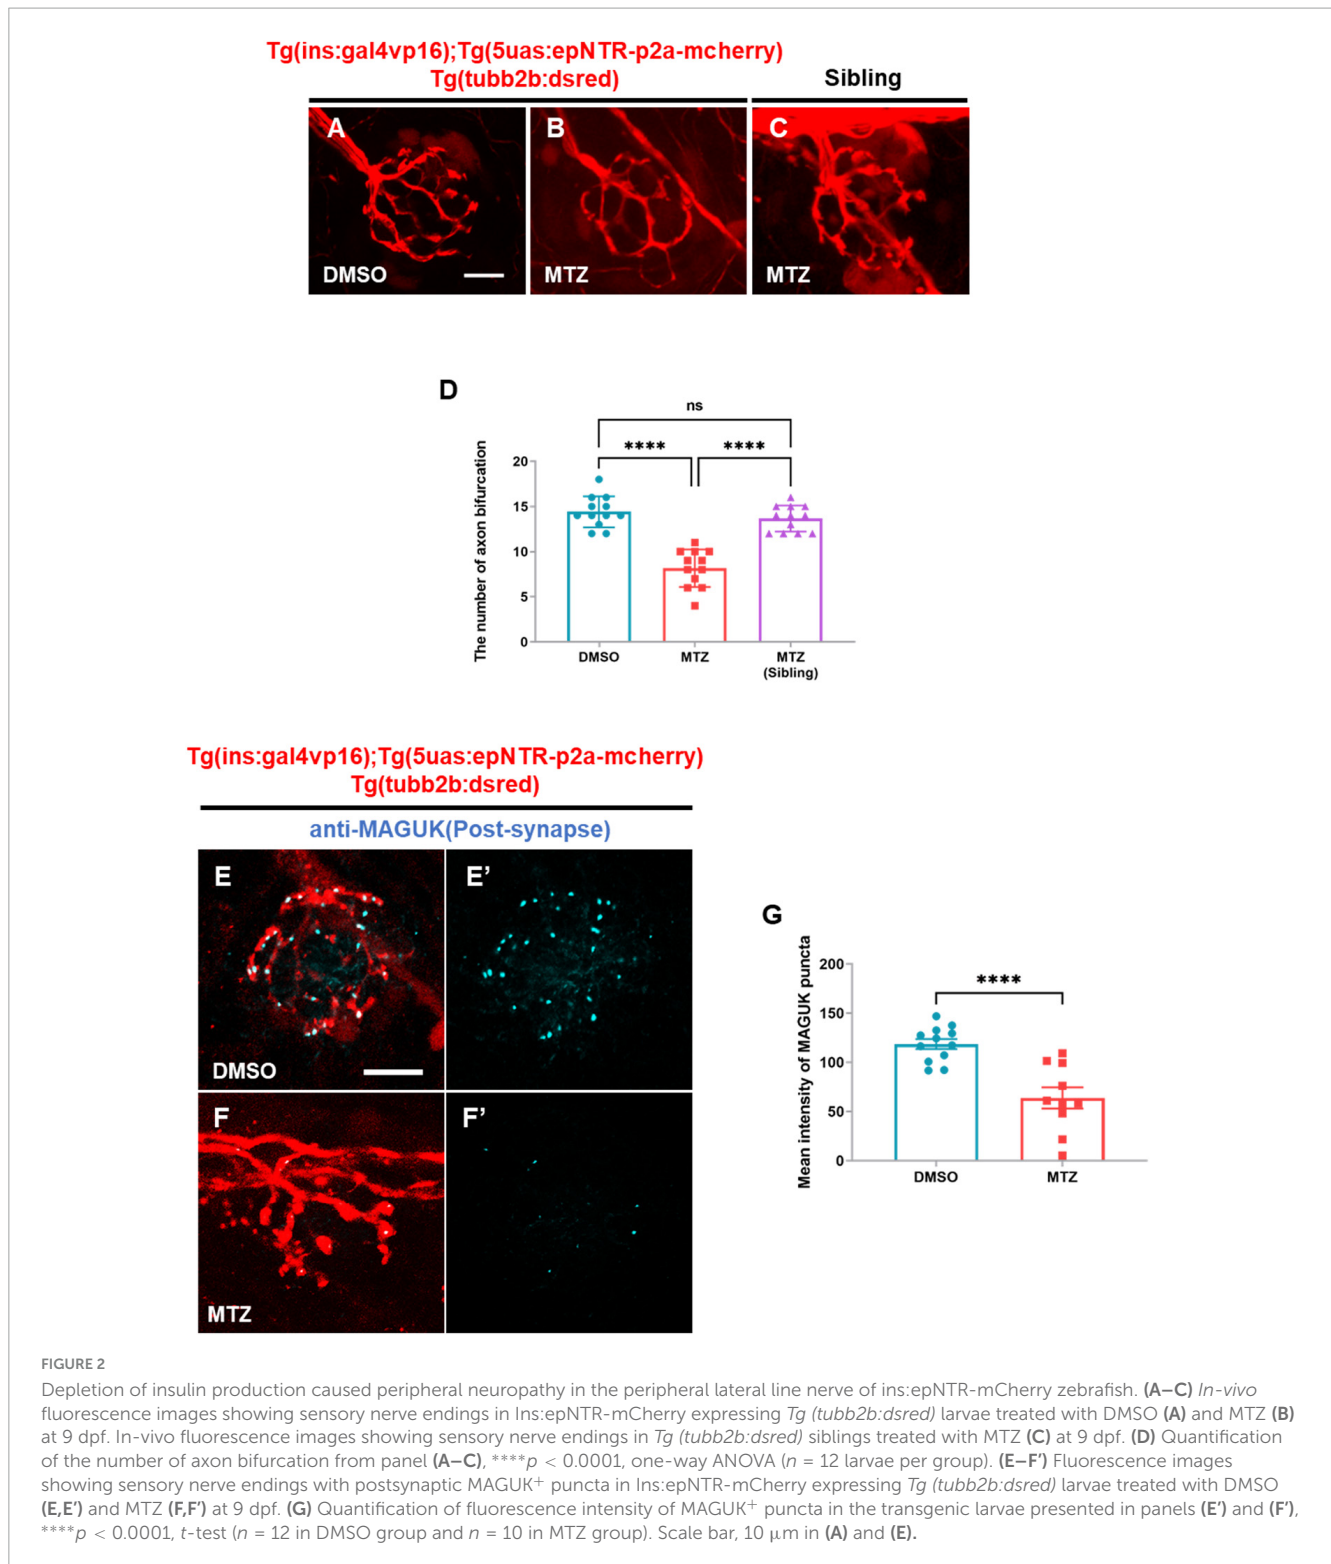 Tg(ins:gal4vp16);Tg(5uas:epNTR-p2a-mcherry)
Tg(tubb2b:dsred)
Sibling
A
B
C
DMSO
MTZ
MTZ
D
ns
****
****
The number of axon bifurcation
20
15
10
5
0
DMSO
MTZ
MTZ
(Sibling)
Tg(ins:gal4vp16);Tg(5uas:epNTR-p2a-mcherry)
Tg(tubb2b:dsred)
anti-MAGUK(Post-synapse)
E
E’
DMSO
F
F’
MTZ
G
****
Mean intensity of MAGUK puncta
200
150
100
50
0
DMSO
MTZ
FIGURE 2
Depletion of insulin production caused peripheral neuropathy in the peripheral lateral line nerve of ins:epNTR-mCherry zebrafish. (A–C) In-vivo
fluorescence images showing sensory nerve endings in Ins:epNTR-mCherry expressing Tg (tubb2b:dsred) larvae treated with DMSO (A) and MTZ (B)
at 9 dpf. In-vivo fluorescence images showing sensory nerve endings in Tg (tubb2b:dsred) siblings treated with MTZ (C) at 9 dpf. (D) Quantification
of the number of axon bifurcation from panel (A–C), ****p < 0.0001, one-way ANOVA (n = 12 larvae per group). (E–F’) Fluorescence images
showing sensory nerve endings with postsynaptic MAGUK⁺ puncta in Ins:epNTR-mCherry expressing Tg (tubb2b:dsred) larvae treated with DMSO
(E,E’) and MTZ (F,F’) at 9 dpf. (G) Quantification of fluorescence intensity of MAGUK⁺ puncta in the transgenic larvae presented in panels (E’) and (F’),
****p < 0.0001, t-test (n = 12 in DMSO group and n = 10 in MTZ group). Scale bar, 10 μm in (A) and (E).